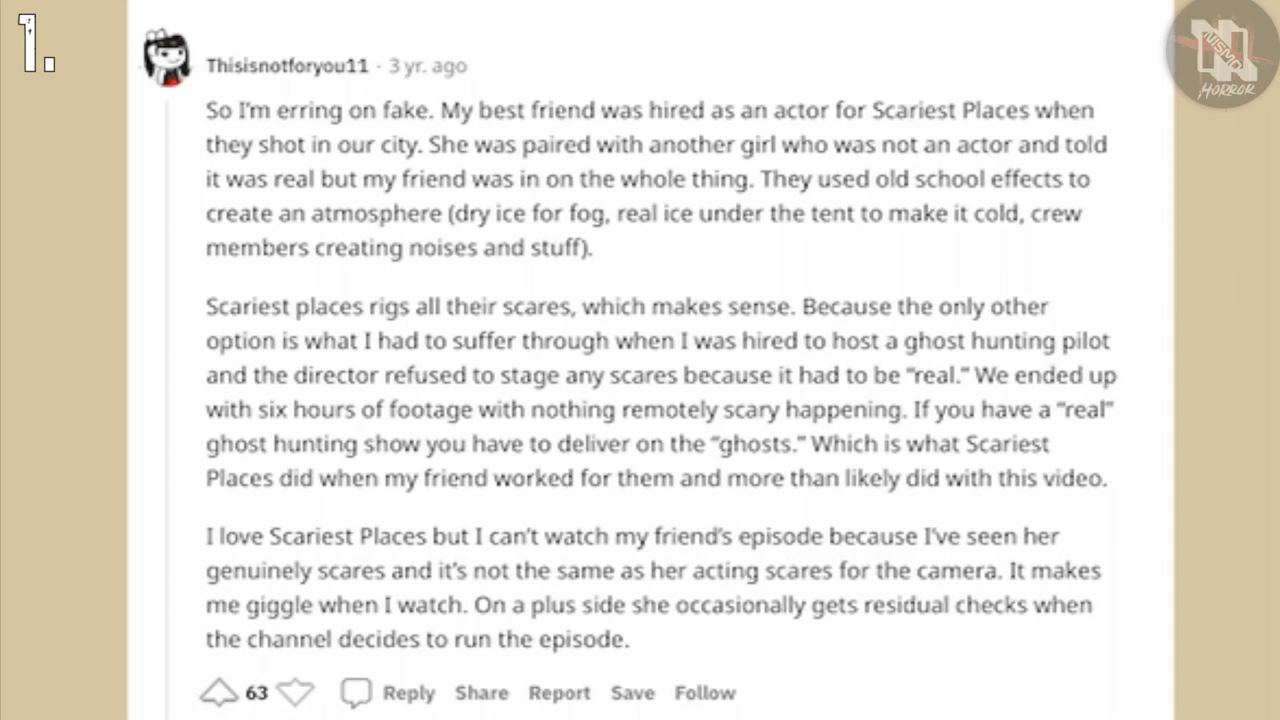 1.
NISMO
HORROR
Thisisnotforyou11 · 3 yr. ago
So I'm erring on fake. My best friend was hired as an actor for Scariest Places when
they shot in our city. She was paired with another girl who was not an actor and told
it was real but my friend was in on the whole thing. They used old school effects to
create an atmosphere (dry ice for fog, real ice under the tent to make it cold, crew
members creating noises and stuff).
Scariest places rigs all their scares, which makes sense. Because the only other
option is what I had to suffer through when I was hired to host a ghost hunting pilot
and the director refused to stage any scares because it had to be “real.” We ended up
with six hours of footage with nothing remotely scary happening. If you have a “real”
ghost hunting show you have to deliver on the “ghosts.” Which is what Scariest
Places did when my friend worked for them and more than likely did with this video.
I love Scariest Places but I can't watch my friend's episode because I've seen her
genuinely scares and it's not the same as her acting scares for the camera. It makes
me giggle when I watch. On a plus side she occasionally gets residual checks when
the channel decides to run the episode.
63 Reply Share Report Save Follow